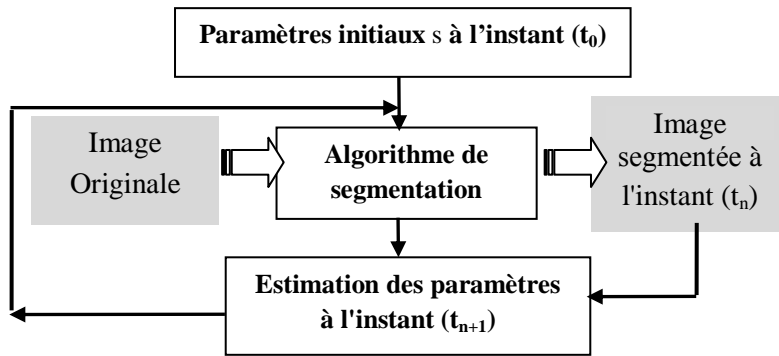 Paramètres initiaux s à l’instant (t0)
Image
Originale
Algorithme de
segmentation
Image
segmentée à
l'instant (tn)
Estimation des paramètres
à l'instant (tn+1)